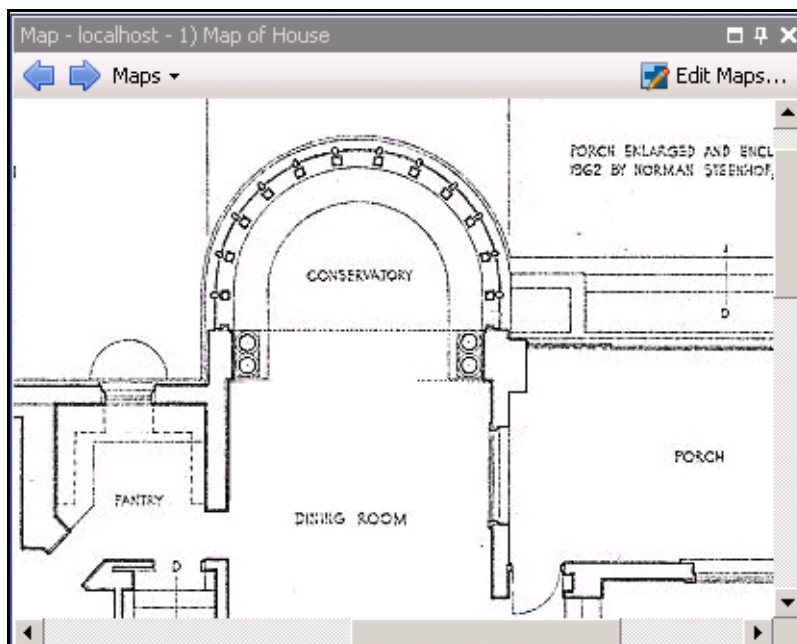 Map - localhost - 1) Map of House
Maps
Edit Maps...
PORCH ENLARGED AND ENCL
1962 BY NORMAN STEENHOF,
CONSERVATORY
D
PORCH
PANTRY
DINING ROOM
D